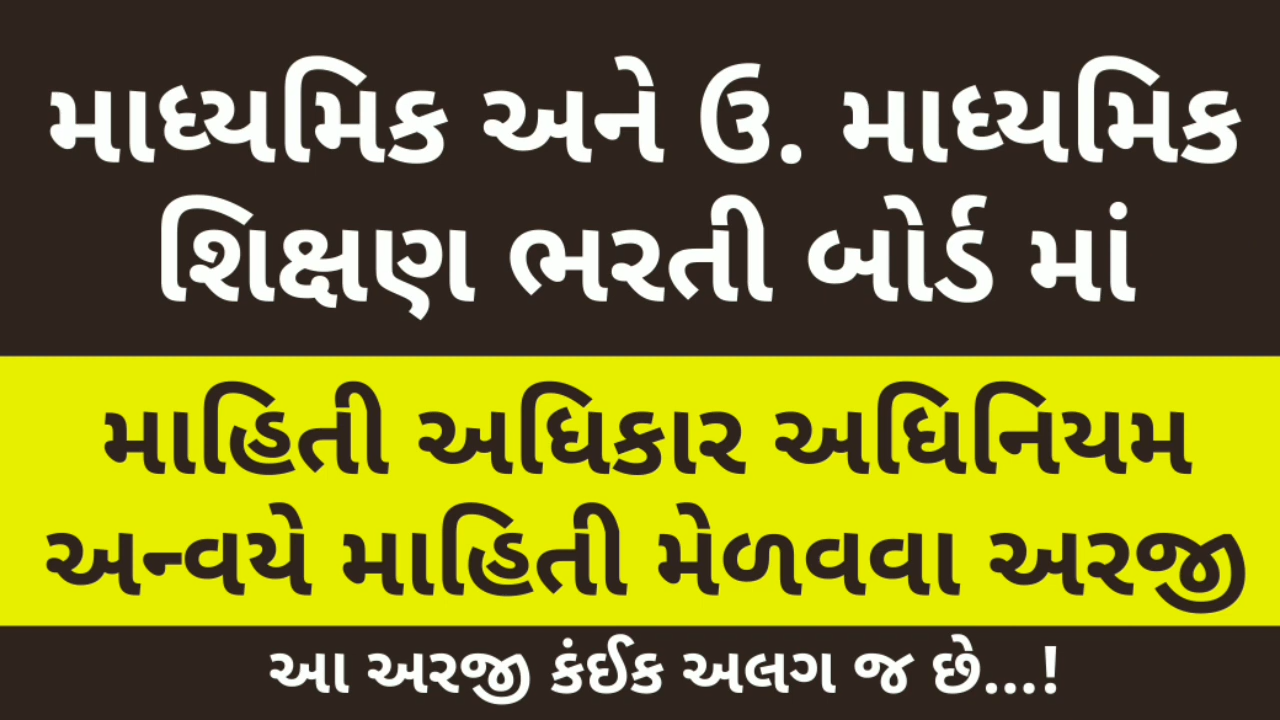 માધ્યમિક અને ઉ. માધ્યમિક
શિક્ષણ ભરતી બોર્ડ માં
માહિતી અધિકાર અધિનિયમ
અન્વયે માહિતી મેળવવા અરજી
આ અરજી કંઈક અલગ જ છે...!